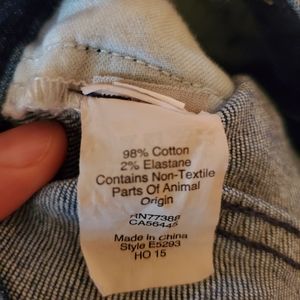 98% Cotton
2% Elastane
Contains Non-Textile
Parts Of Animal
Origin
RN77388
CA56445
Made in china
Style E5293
HO 15